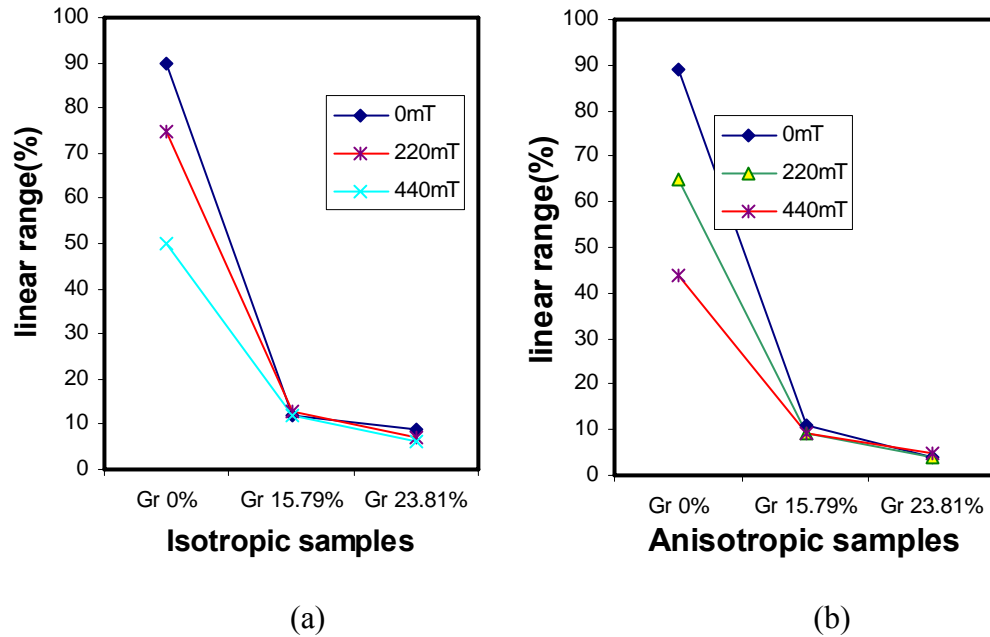 100
90
80
70
60
50
40
30
20
10
0
linear range(%)
0mT
220mT
440mT
Gr 0% Gr 15.79% Gr 23.81%
Isotropic samples
(a)
100
90
80
70
60
50
40
30
20
10
0
linear range(%)
0mT
220mT
440mT
Gr 0% Gr 15.79% Gr 23.81%
Anisotropic samples
(b)